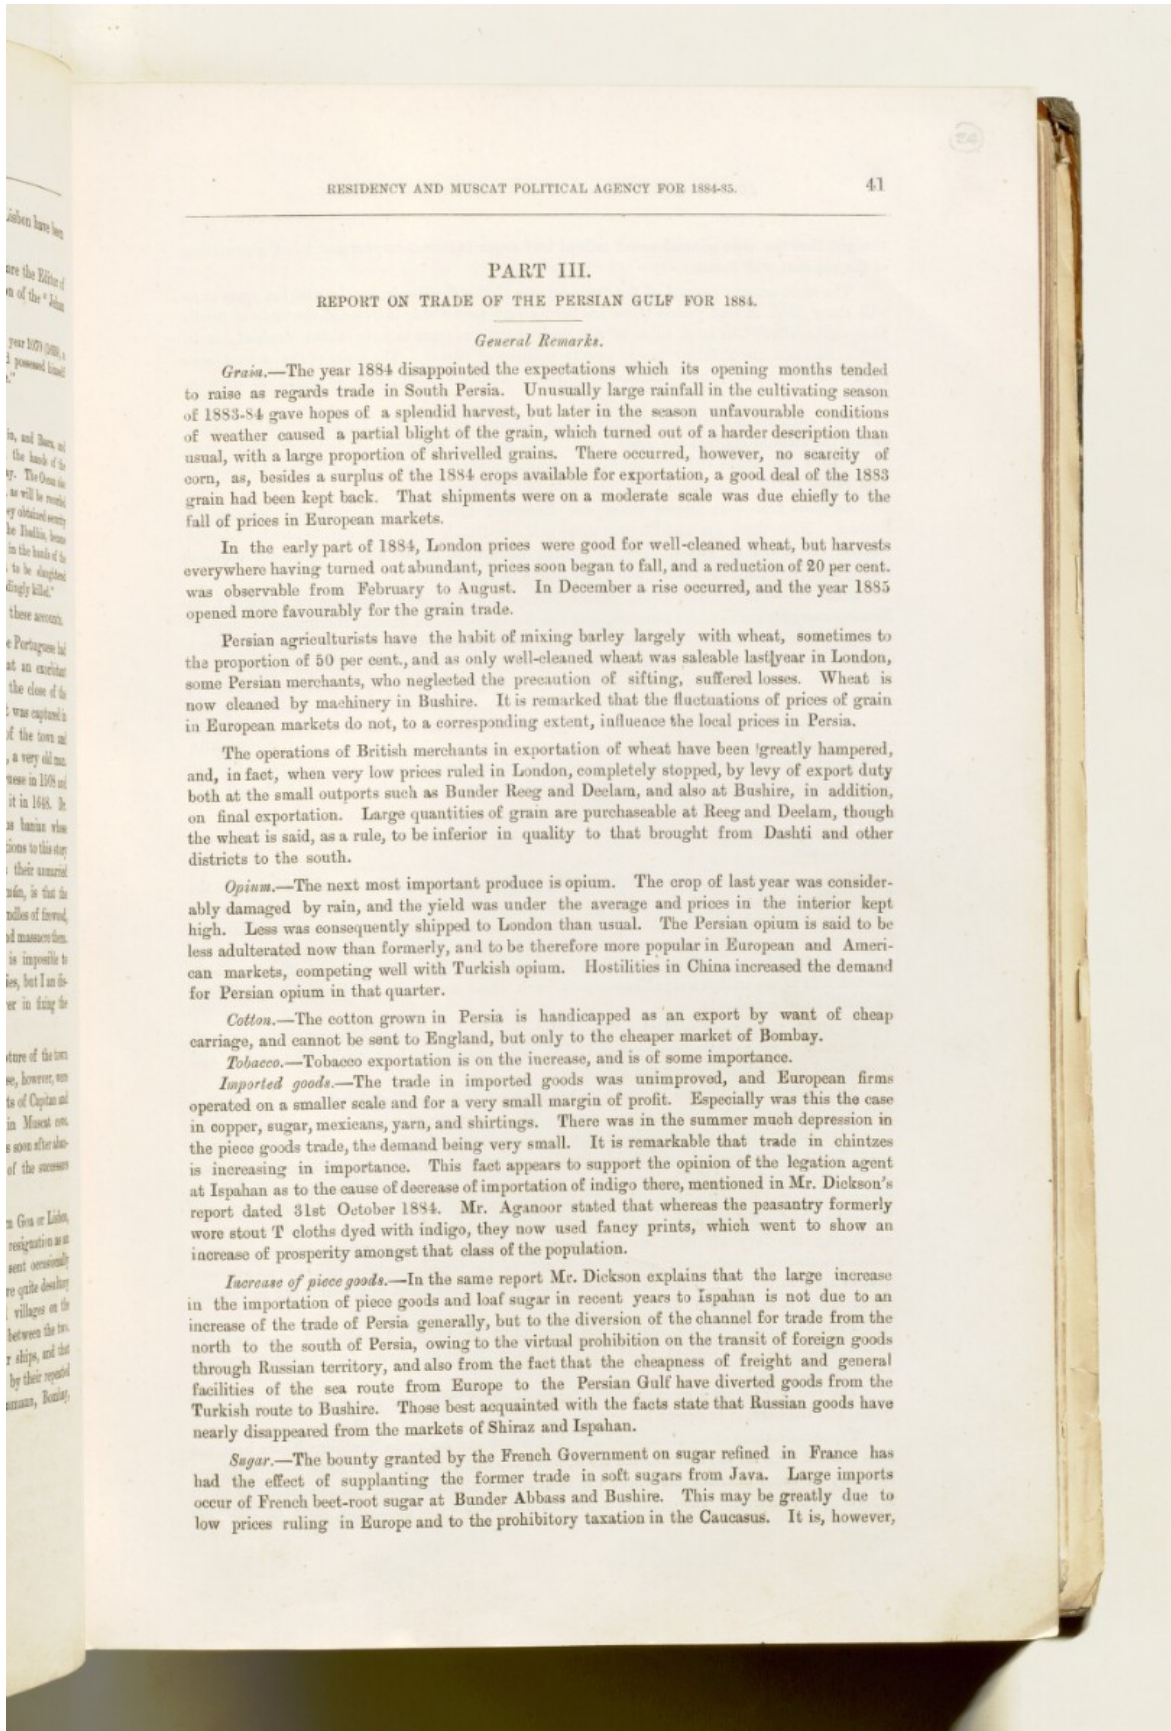 RESIDENCY AND MUSCAT POLITICAL AGENCY FOR 1884-85. 41
PART III.
REPORT ON TRADE OF THE PERSIAN GULF FOR 1884.
General Remarks.
Grain.—The year 1884 disappointed the expectations which its opening months tended
to raise as regards trade in South Persia. Unusually large rainfall in the cultivating season
of 1883-84 gave hopes of a splendid harvest, but later in the season unfavourable conditions
of weather caused a partial blight of the grain, which turned out of a harder description than
usual, with a large proportion of shrivelled grains. There occurred, however, no scarcity of
corn, as, besides a surplus of the 1884 crops available for exportation, a good deal of the 1883
grain had been kept back. That shipments were on a moderate scale was due chiefly to the
fall of prices in European markets.
In the early part of 1884, London prices were good for well-cleaned wheat, but harvests
everywhere having turned out abundant, prices soon began to fall, and a reduction of 20 per cent.
was observable from February to August. In December a rise occurred, and the year 1885
opened more favourably for the grain trade.
Persian agriculturists have the habit of mixing barley largely with wheat, sometimes to
the proportion of 50 per cent., and as only well-cleaned wheat was saleable last year in London,
some Persian merchants, who neglected the precaution of sifting, suffered losses. Wheat is
now cleaned by machinery in Bushire. It is remarked that the fluctuations of prices of grain
in European markets do not, to a corresponding extent, influence the local prices in Persia.
The operations of British merchants in exportation of wheat have been greatly hampered,
and, in fact, when very low prices ruled in London, completely stopped, by levy of export duty
both at the small outports such as Bunder Reeg and Deelam, and also at Bushire, in addition,
on final exportation. Large quantities of grain are purchaseable at Reeg and Deelam, though
the wheat is said, as a rule, to be inferior in quality to that brought from Dashti and other
districts to the south.
Opium.—The next most important produce is opium. The crop of last year was consider-
ably damaged by rain, and the yield was under the average and prices in the interior kept
high. Less was consequently shipped to London than usual. The Persian opium is said to be
less adulterated now than formerly, and to be therefore more popular in European and Ameri-
can markets, competing well with Turkish opium. Hostilities in China increased the demand
for Persian opium in that quarter.
Cotton.—The cotton grown in Persia is handicapped as an export by want of cheap
carriage, and cannot be sent to England, but only to the cheaper market of Bombay.
Tobacco.—Tobacco exportation is on the increase, and is of some importance.
Imported goods.—The trade in imported goods was unimproved, and European firms
operated on a smaller scale and for a very small margin of profit. Especially was this the case
in copper, sugar, mexicans, yarn, and shirtings. There was in the summer much depression in
the piece goods trade, the demand being very small. It is remarkable that trade in chintzes
is increasing in importance. This fact appears to support the opinion of the legation agent
at Ispahan as to the cause of decrease of importation of indigo there, mentioned in Mr. Dickson's
report dated 31st October 1884. Mr. Aganoor stated that whereas the peasantry formerly
wore stout T cloths dyed with indigo, they now used fancy prints, which went to show an
increase of prosperity amongst that class of the population.
Increase of piece goods.—In the same report Mr. Dickson explains that the large increase
in the importation of piece goods and loaf sugar in recent years to Ispahan is not due to an
increase of the trade of Persia generally, but to the diversion of the channel for trade from the
north to the south of Persia, owing to the virtual prohibition on the transit of foreign goods
through Russian territory, and also from the fact that the cheapness of freight and general
facilities of the sea route from Europe to the Persian Gulf have diverted goods from the
Turkish route to Bushire. Those best acquainted with the facts state that Russian goods have
nearly disappeared from the markets of Shiraz and Ispahan.
Sugar.—The bounty granted by the French Government on sugar refined in France has
had the effect of supplanting the former trade in soft sugars from Java. Large imports
occur of French beet-root sugar at Bunder Abbass and Bushire. This may be greatly due to
low prices ruling in Europe and to the prohibitory taxation in the Caucasus. It is, however,